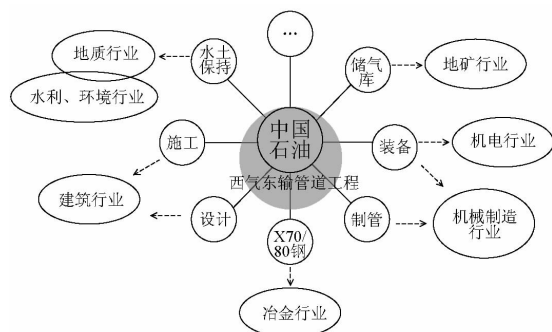 …
地质行业
水土
保持
储气
库
地矿行业
水利、环境行业
中国
石油
施工
装备
机电行业
西气东输管道工程
建筑行业
设计
X70/
80钢
制管
机械制造
行业
冶金行业